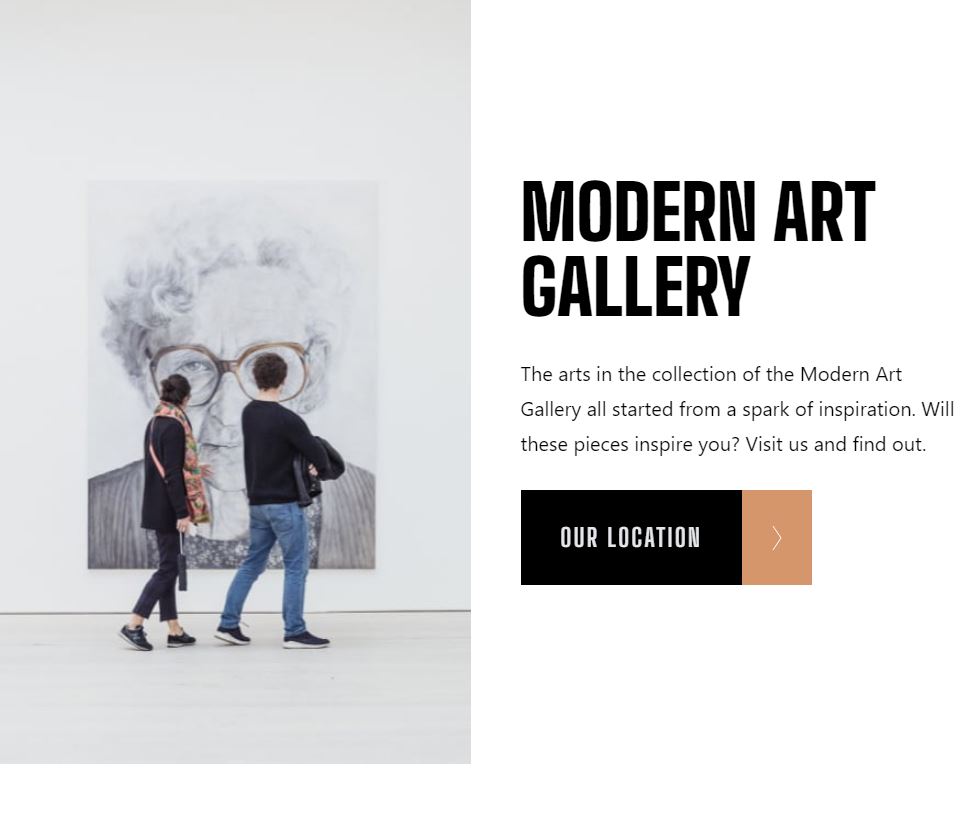 MODERN ART
GALLERY
The arts in the collection of the Modern Art
Gallery all started from a spark of inspiration. Will
these pieces inspire you? Visit us and find out.
OUR LOCATION